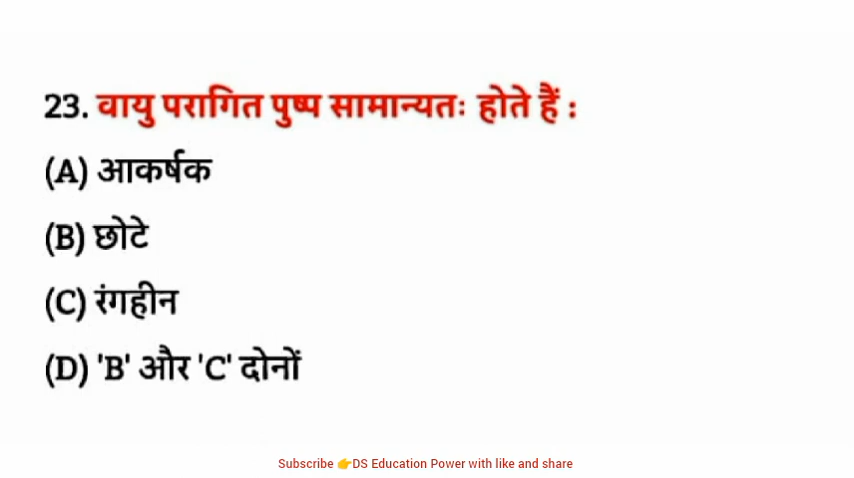 23. वायु परागित पुष्प सामान्यतः होते हैं :
(A) आकर्षक
(B) छोटे
(C) रंगहीन
(D) 'B' और 'C' दोनों
Subscribe 👉DS Education Power with like and share